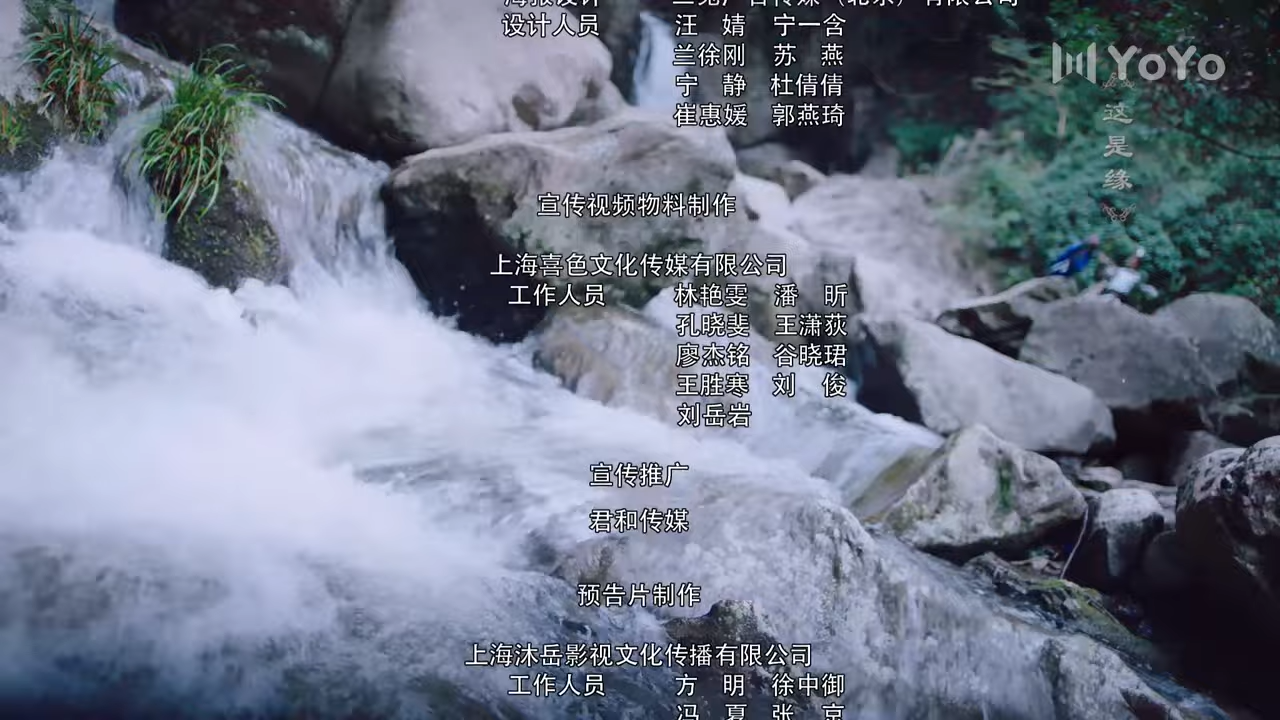 设计人员 汪 婧 宁一含
兰徐刚 苏 燕
宁 静 杜倩倩
崔惠媛 郭燕琦
YoYo
这是缘
宣传视频物料制作
上海喜色文化传媒有限公司
工作人员 林艳雯 潘 昕
孔晓斐 王潇荻
廖杰铭 谷晓珺
王胜寒 刘 俊
刘岳岩
宣传推广
君和传媒
预告片制作
上海沐岳影视文化传播有限公司
工作人员 方 明 徐中御
冯 夏 张 京